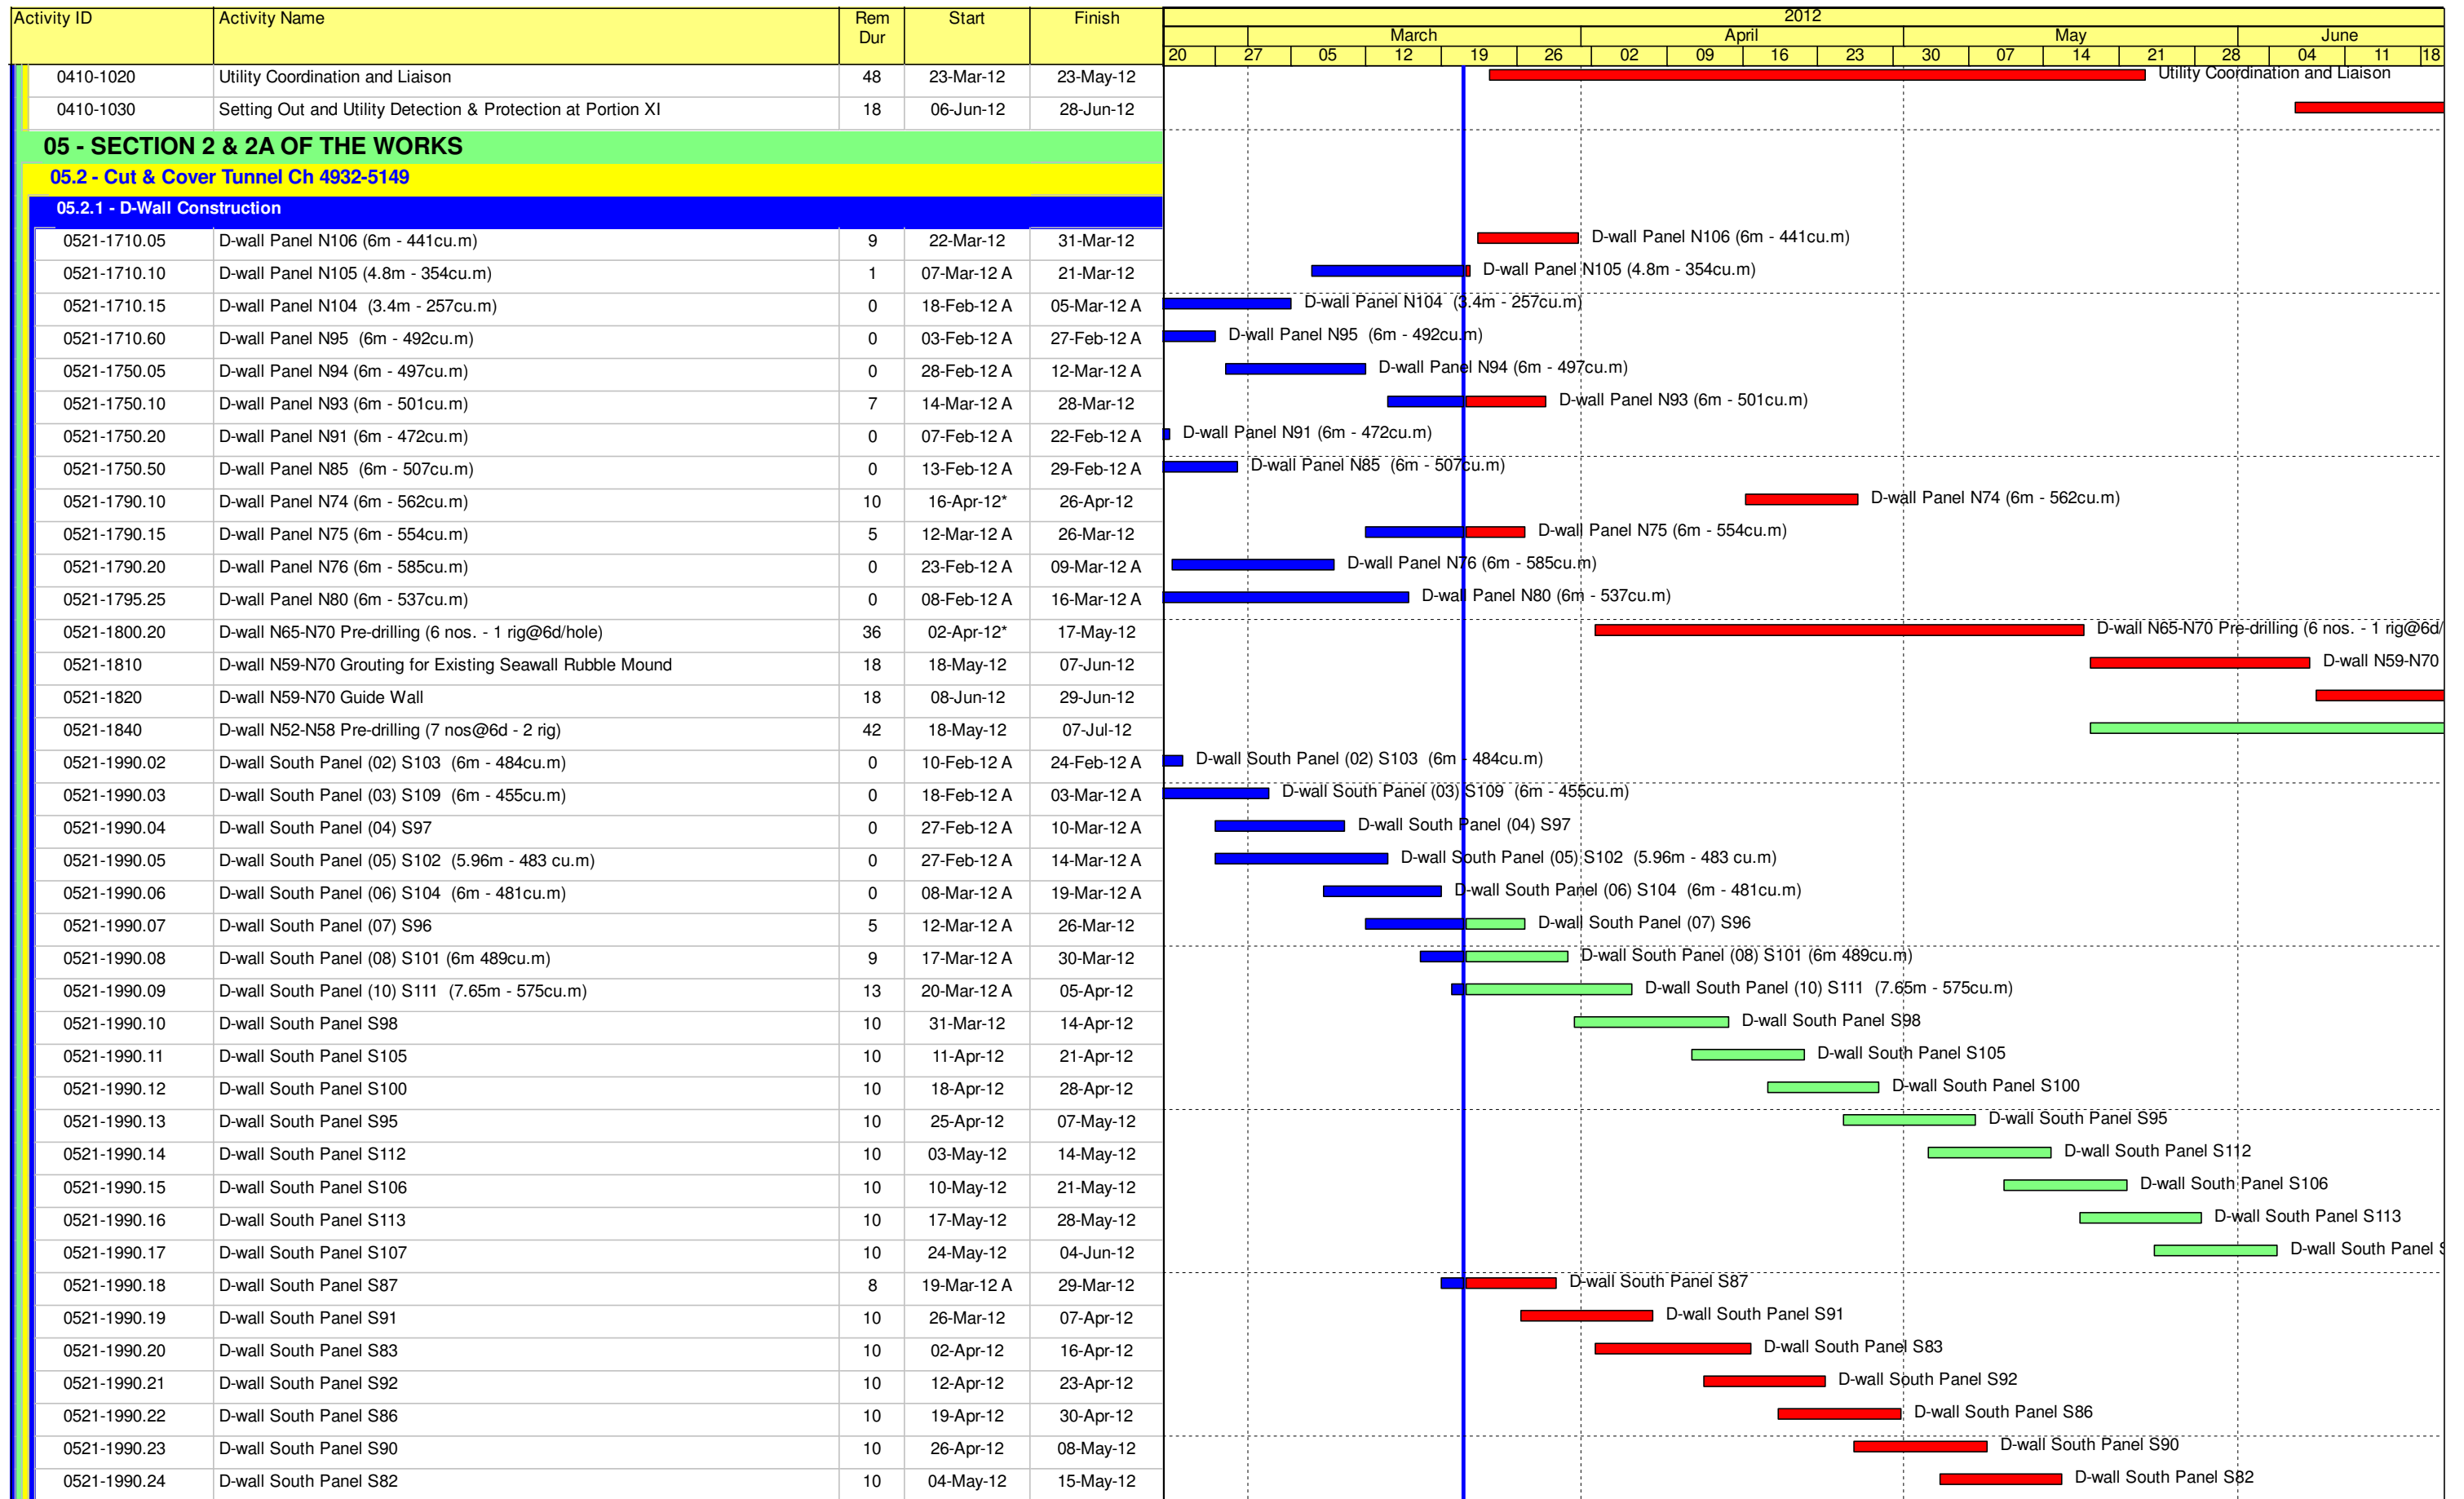 Activity ID Activity Name Rem Start Finish 2012
Dur March April May June
20 27 05 12 19 26 02 09 16 23 30 07 14 21 28 04 11 18
0410-1020 Utility Coordination and Liaison 48 23-Mar-12 23-May-12 Utility Coordination and Liaison
0410-1030 Setting Out and Utility Detection & Protection at Portion XI 18 06-Jun-12 28-Jun-12
05 - SECTION 2 & 2A OF THE WORKS
05.2 - Cut & Cover Tunnel Ch 4932-5149
05.2.1 - D-Wall Construction
0521-1710.05 D-wall Panel N106 (6m - 441cu.m) 9 22-Mar-12 31-Mar-12 D-wall Panel N106 (6m - 441cu.m)
0521-1710.10 D-wall Panel N105 (4.8m - 354cu.m) 1 07-Mar-12 A 21-Mar-12 D-wall Panel N105 (4.8m - 354cu.m)
0521-1710.15 D-wall Panel N104 (3.4m - 257cu.m) 0 18-Feb-12 A 05-Mar-12 A D-wall Panel N104 (3.4m - 257cu.m)
0521-1710.60 D-wall Panel N95 (6m - 492cu.m) 0 03-Feb-12 A 27-Feb-12 A D-wall Panel N95 (6m - 492cu.m)
0521-1750.05 D-wall Panel N94 (6m - 497cu.m) 0 28-Feb-12 A 12-Mar-12 A D-wall Panel N94 (6m - 497cu.m)
0521-1750.10 D-wall Panel N93 (6m - 501cu.m) 7 14-Mar-12 A 28-Mar-12 D-wall Panel N93 (6m - 501cu.m)
0521-1750.20 D-wall Panel N91 (6m - 472cu.m) 0 07-Feb-12 A 22-Feb-12 A D-wall Panel N91 (6m - 472cu.m)
0521-1750.50 D-wall Panel N85 (6m - 507cu.m) 0 13-Feb-12 A 29-Feb-12 A D-wall Panel N85 (6m - 507cu.m)
0521-1790.10 D-wall Panel N74 (6m - 562cu.m) 10 16-Apr-12* 26-Apr-12 D-wall Panel N74 (6m - 562cu.m)
0521-1790.15 D-wall Panel N75 (6m - 554cu.m) 5 12-Mar-12 A 26-Mar-12 D-wall Panel N75 (6m - 554cu.m)
0521-1790.20 D-wall Panel N76 (6m - 585cu.m) 0 23-Feb-12 A 09-Mar-12 A D-wall Panel N76 (6m - 585cu.m)
0521-1795.25 D-wall Panel N80 (6m - 537cu.m) 0 08-Feb-12 A 16-Mar-12 A D-wall Panel N80 (6m - 537cu.m)
0521-1800.20 D-wall N65-N70 Pre-drilling (6 nos. - 1 rig@6d/hole) 36 02-Apr-12* 17-May-12 D-wall N65-N70 Pre-drilling (6 nos. - 1 rig@6d/
0521-1810 D-wall N59-N70 Grouting for Existing Seawall Rubble Mound 18 18-May-12 07-Jun-12 D-wall N59-N70
0521-1820 D-wall N59-N70 Guide Wall 18 08-Jun-12 29-Jun-12
0521-1840 D-wall N52-N58 Pre-drilling (7 nos@6d - 2 rig) 42 18-May-12 07-Jul-12
0521-1990.02 D-wall South Panel (02) S103 (6m - 484cu.m) 0 10-Feb-12 A 24-Feb-12 A D-wall South Panel (02) S103 (6m - 484cu.m)
0521-1990.03 D-wall South Panel (03) S109 (6m - 455cu.m) 0 18-Feb-12 A 03-Mar-12 A D-wall South Panel (03) S109 (6m - 455cu.m)
0521-1990.04 D-wall South Panel (04) S97 0 27-Feb-12 A 10-Mar-12 A D-wall South Panel (04) S97
0521-1990.05 D-wall South Panel (05) S102 (5.96m - 483 cu.m) 0 27-Feb-12 A 14-Mar-12 A D-wall South Panel (05) S102 (5.96m - 483 cu.m)
0521-1990.06 D-wall South Panel (06) S104 (6m - 481cu.m) 0 08-Mar-12 A 19-Mar-12 A D-wall South Panel (06) S104 (6m - 481cu.m)
0521-1990.07 D-wall South Panel (07) S96 5 12-Mar-12 A 26-Mar-12 D-wall South Panel (07) S96
0521-1990.08 D-wall South Panel (08) S101 (6m 489cu.m) 9 17-Mar-12 A 30-Mar-12 D-wall South Panel (08) S101 (6m 489cu.m)
0521-1990.09 D-wall South Panel (10) S111 (7.65m - 575cu.m) 13 20-Mar-12 A 05-Apr-12 D-wall South Panel (10) S111 (7.65m - 575cu.m)
0521-1990.10 D-wall South Panel S98 10 31-Mar-12 14-Apr-12 D-wall South Panel S98
0521-1990.11 D-wall South Panel S105 10 11-Apr-12 21-Apr-12 D-wall South Panel S105
0521-1990.12 D-wall South Panel S100 10 18-Apr-12 28-Apr-12 D-wall South Panel S100
0521-1990.13 D-wall South Panel S95 10 25-Apr-12 07-May-12 D-wall South Panel S95
0521-1990.14 D-wall South Panel S112 10 03-May-12 14-May-12 D-wall South Panel S112
0521-1990.15 D-wall South Panel S106 10 10-May-12 21-May-12 D-wall South Panel S106
0521-1990.16 D-wall South Panel S113 10 17-May-12 28-May-12 D-wall South Panel S113
0521-1990.17 D-wall South Panel S107 10 24-May-12 04-Jun-12 D-wall South Panel S
0521-1990.18 D-wall South Panel S87 8 19-Mar-12 A 29-Mar-12 D-wall South Panel S87
0521-1990.19 D-wall South Panel S91 10 26-Mar-12 07-Apr-12 D-wall South Panel S91
0521-1990.20 D-wall South Panel S83 10 02-Apr-12 16-Apr-12 D-wall South Panel S83
0521-1990.21 D-wall South Panel S92 10 12-Apr-12 23-Apr-12 D-wall South Panel S92
0521-1990.22 D-wall South Panel S86 10 19-Apr-12 30-Apr-12 D-wall South Panel S86
0521-1990.23 D-wall South Panel S90 10 26-Apr-12 08-May-12 D-wall South Panel S90
0521-1990.24 D-wall South Panel S82 10 04-May-12 15-May-12 D-wall South Panel S82